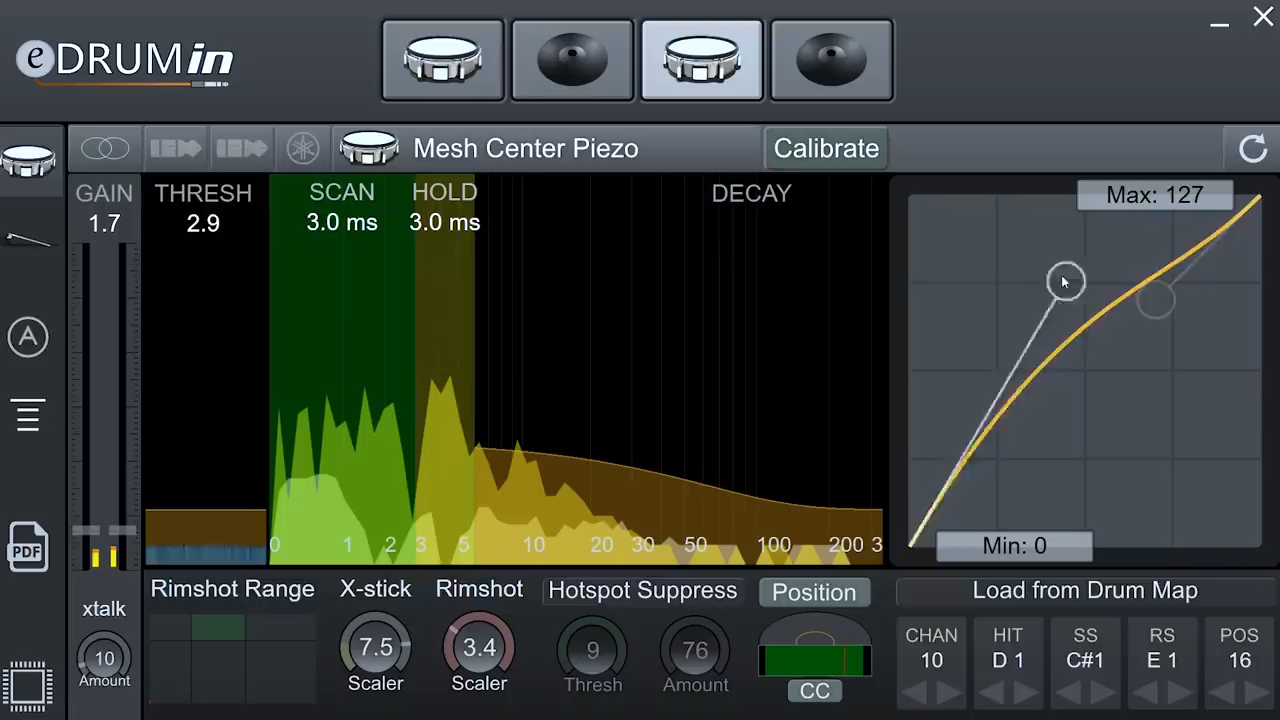 eDRUMin
Mesh Center Piezo
Calibrate
GAIN
1.7
THRESH
2.9
SCAN
3.0 ms
HOLD
3.0 ms
DECAY
Max: 127
Min: 0
0 1 2 3 5 10 20 30 50 100 200 3
A
PDF
xtalk
10
Amount
Rimshot Range
X-stick
7.5
Scaler
Rimshot
3.4
Scaler
Hotspot Suppress
9
Thresh
76
Amount
Position
CC
Load from Drum Map
CHAN HIT SS RS POS
10 D 1 C#1 E 1 16